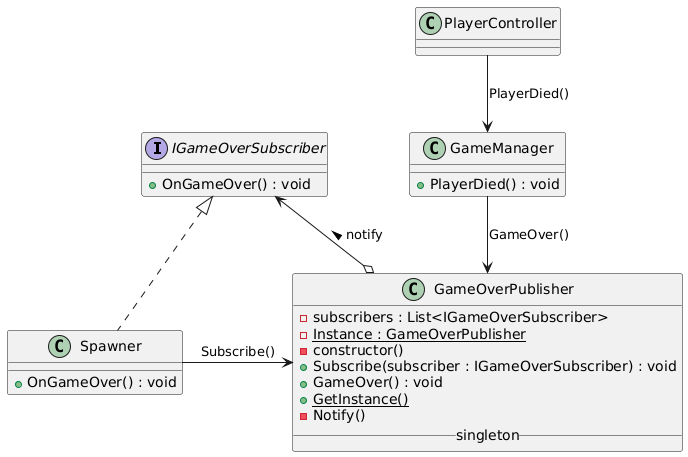 C PlayerController
PlayerDied()
I IGameOverSubscriber
OnGameOver() : void
C GameManager
PlayerDied() : void
notify
GameOver()
C GameOverPublisher
subscribers : List<IGameOverSubscriber>
Instance : GameOverPublisher
constructor()
Subscribe(subscriber : IGameOverSubscriber) : void
GameOver() : void
GetInstance()
Notify()
singleton
C Spawner
OnGameOver() : void
Subscribe()